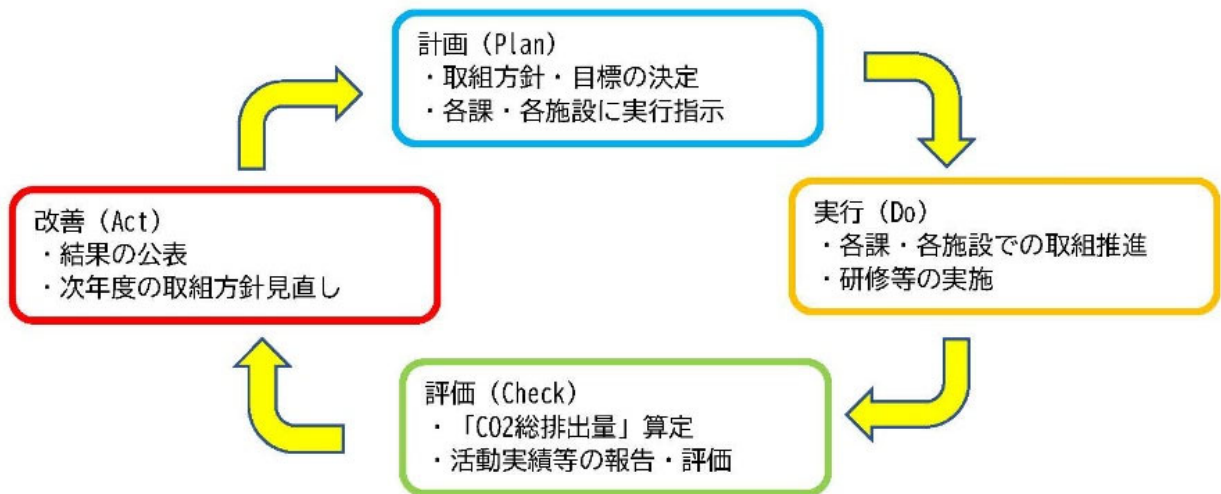 計画（Plan）
・取組方針・目標の決定
・各課・各施設に実行指示
実行（Do）
・各課・各施設での取組推進
・研修等の実施
評価（Check）
・「CO2総排出量」算定
・活動実績等の報告・評価
改善（Act）
・結果の公表
・次年度の取組方針見直し